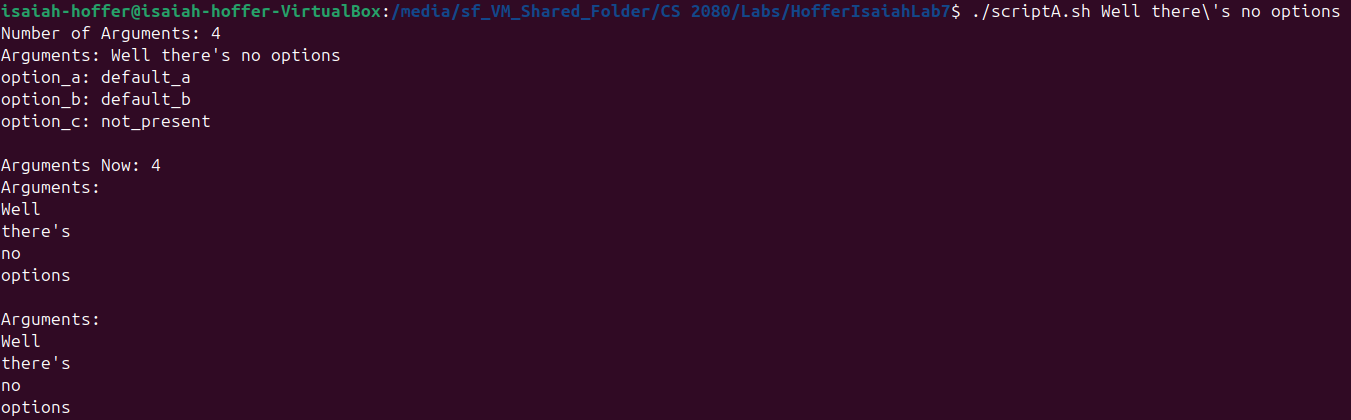 isaiah-hoffer@isaiah-hoffer-VirtualBox:/media/sf_VM_Shared_Folder/CS 2080/Labs/HofferIsaiahLab7$ ./scriptA.sh Well there\'s no options
Number of Arguments: 4
Arguments: Well there's no options
option_a: default_a
option_b: default_b
option_c: not_present

Arguments Now: 4
Arguments:
Well
there's
no
options

Arguments:
Well
there's
no
options